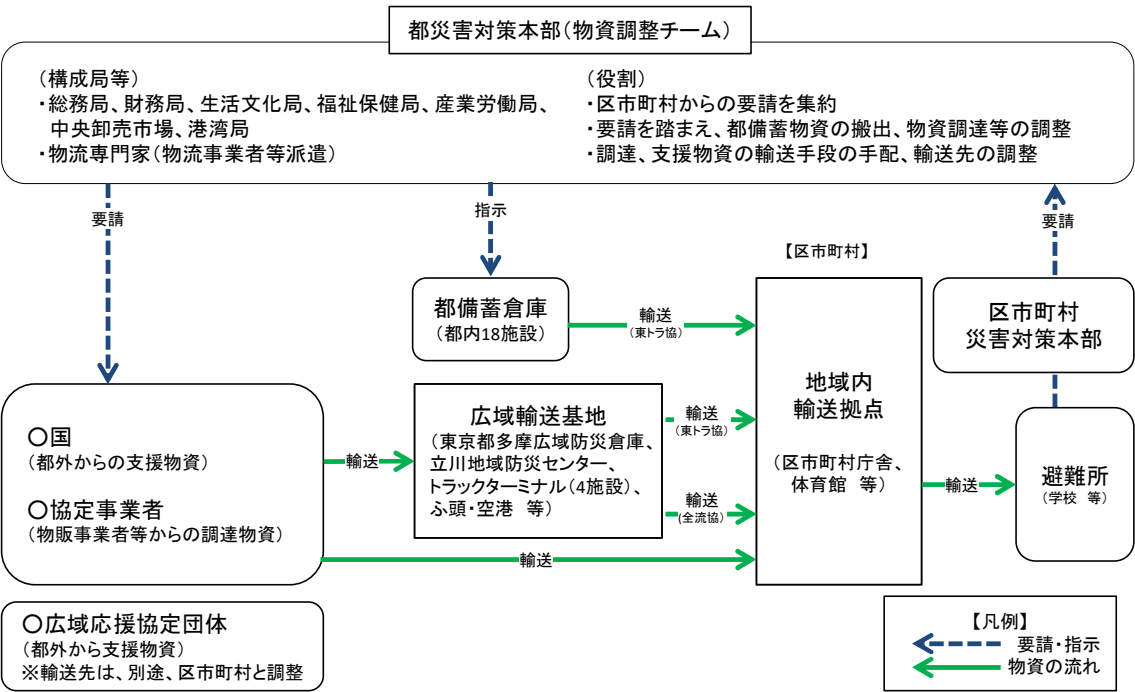 都災害対策本部(物資調整チーム)
(構成局等)
・総務局、財務局、生活文化局、福祉保健局、産業労働局、
中央卸売市場、港湾局
・物流専門家(物流事業者等派遣)
(役割)
・区市町村からの要請を集約
・要請を踏まえ、都備蓄物資の搬出、物資調達等の調整
・調達、支援物資の輸送手段の手配、輸送先の調整
要請
指示
要請
【区市町村】
都備蓄倉庫
(都内18施設)
輸送
(東トラ協)
区市町村
災害対策本部
〇国
(都外からの支援物資)
〇協定事業者
(物販事業者等からの調達物資)
輸送
広域輸送基地
(東京都多摩広域防災倉庫、
立川地域防災センター、
トラックターミナル(4施設)、
ふ頭・空港 等)
輸送
(東トラ協)
輸送
(全流協)
輸送
地域内
輸送拠点
(区市町村庁舎、
体育館 等)
輸送
避難所
(学校 等)
〇広域応援協定団体
(都外から支援物資)
※輸送先は、別途、区市町村と調整
【凡例】
要請・指示
物資の流れ